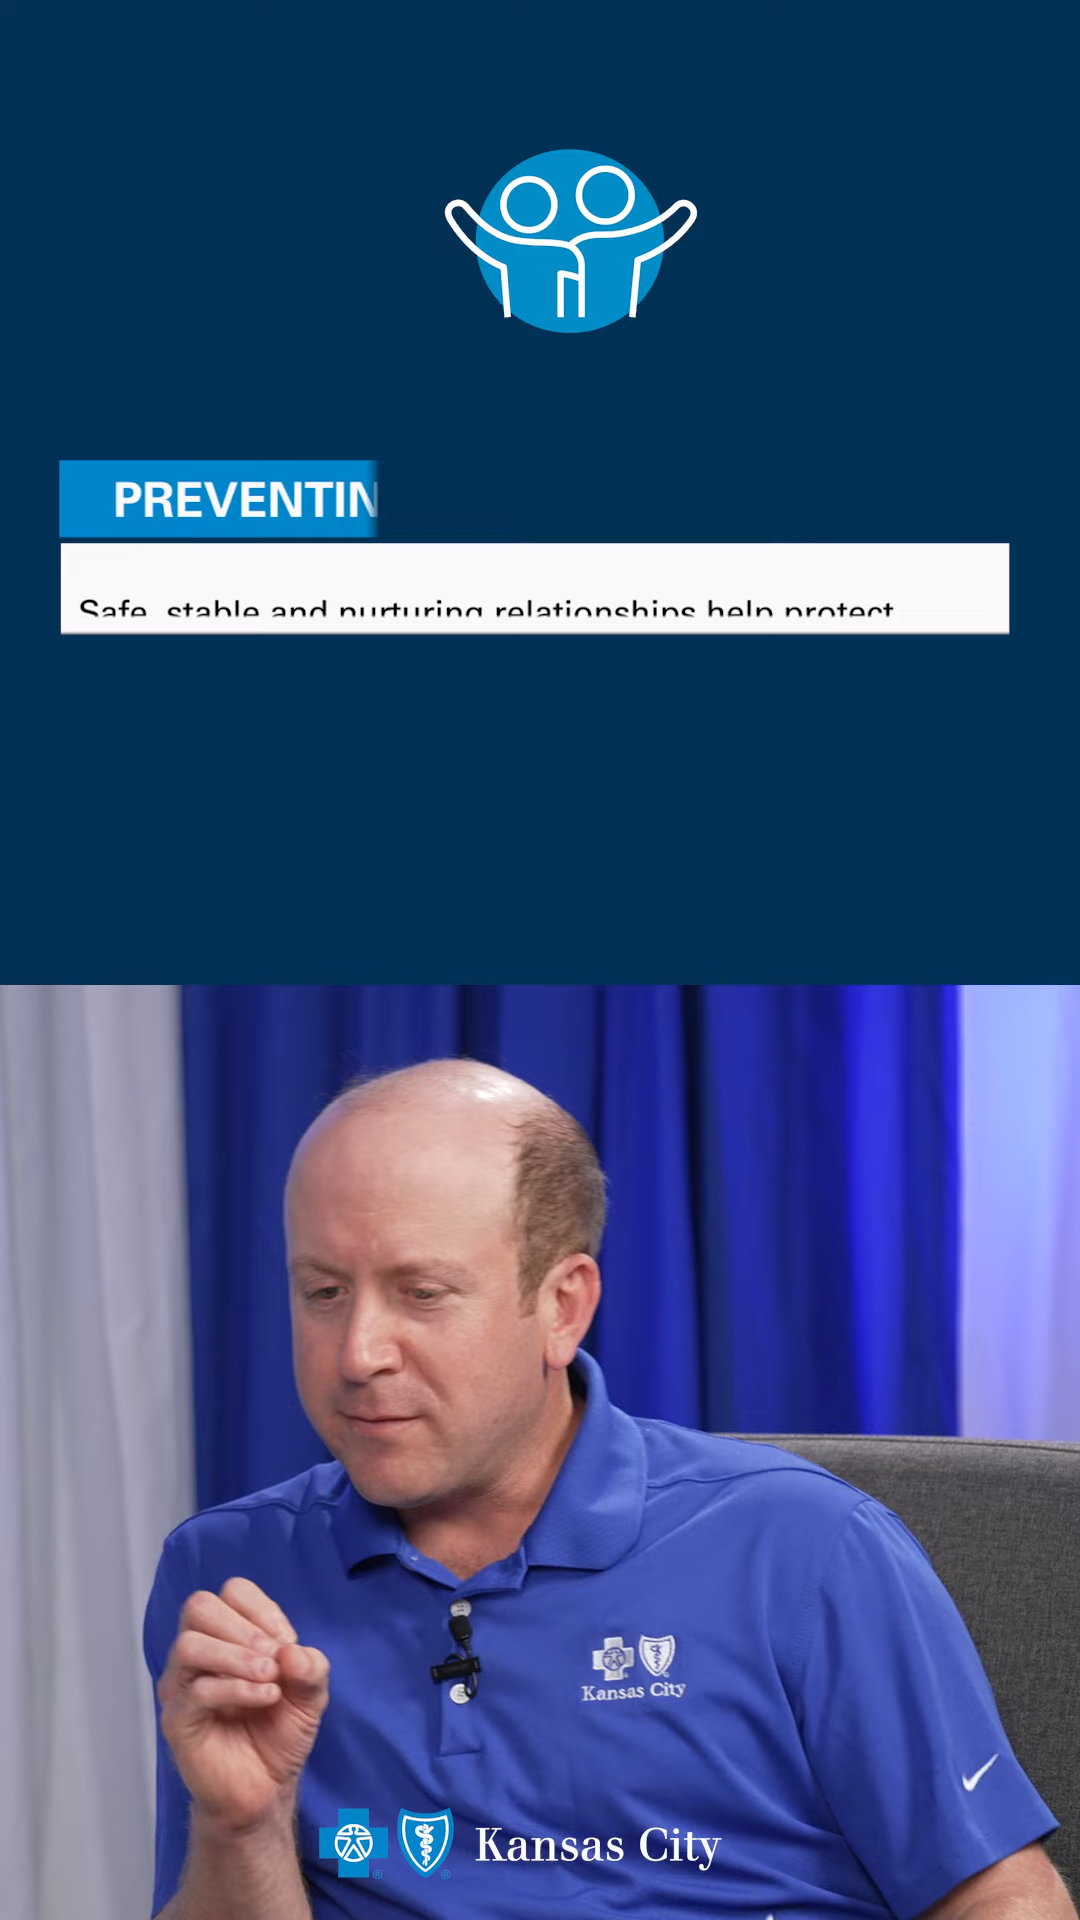 PREVENTIN
Safe, stable and nurturing relationships help protect
Kansas City
Kansas City